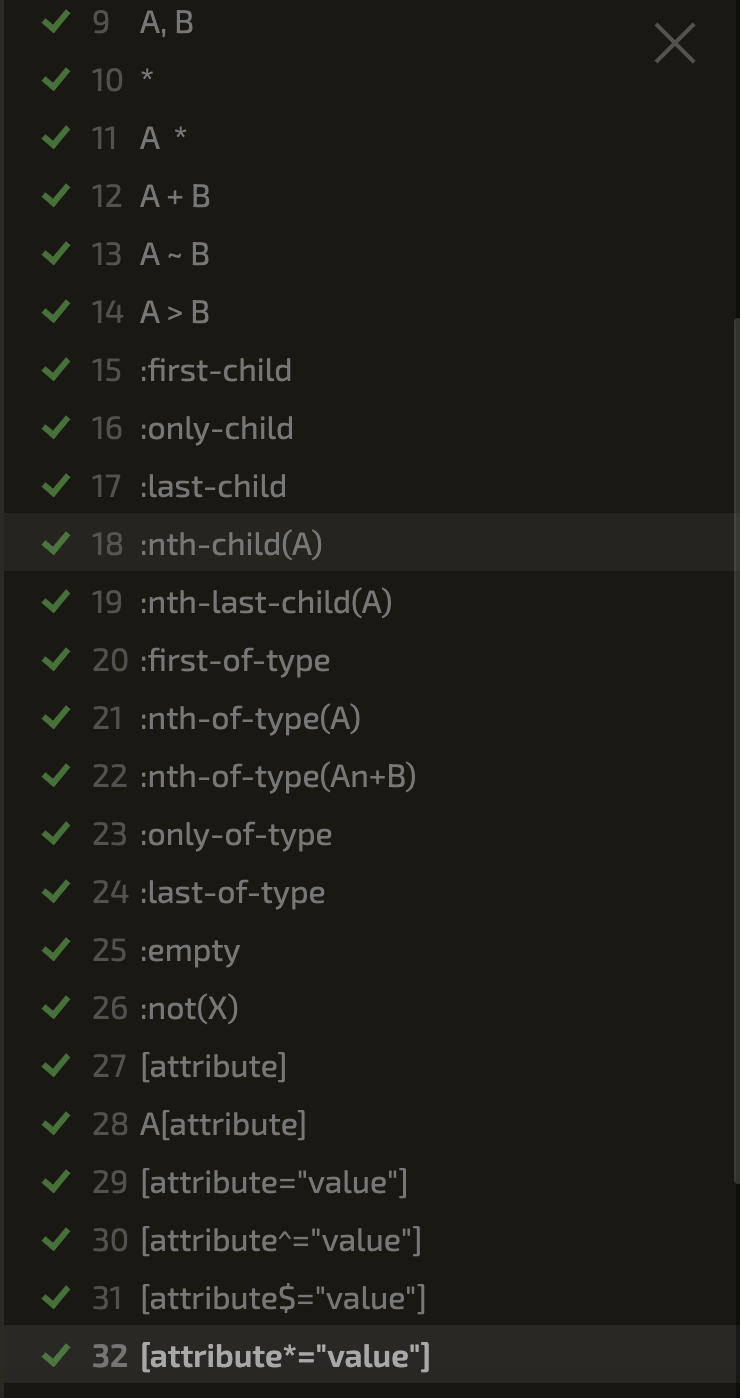 9 A, B
10 *
11 A *
12 A + B
13 A ~ B
14 A > B
15 :first-child
16 :only-child
17 :last-child
18 :nth-child(A)
19 :nth-last-child(A)
20 :first-of-type
21 :nth-of-type(A)
22 :nth-of-type(An+B)
23 :only-of-type
24 :last-of-type
25 :empty
26 :not(X)
27 [attribute]
28 A[attribute]
29 [attribute="value"]
30 [attribute^="value"]
31 [attribute$="value"]
32 [attribute*="value"]